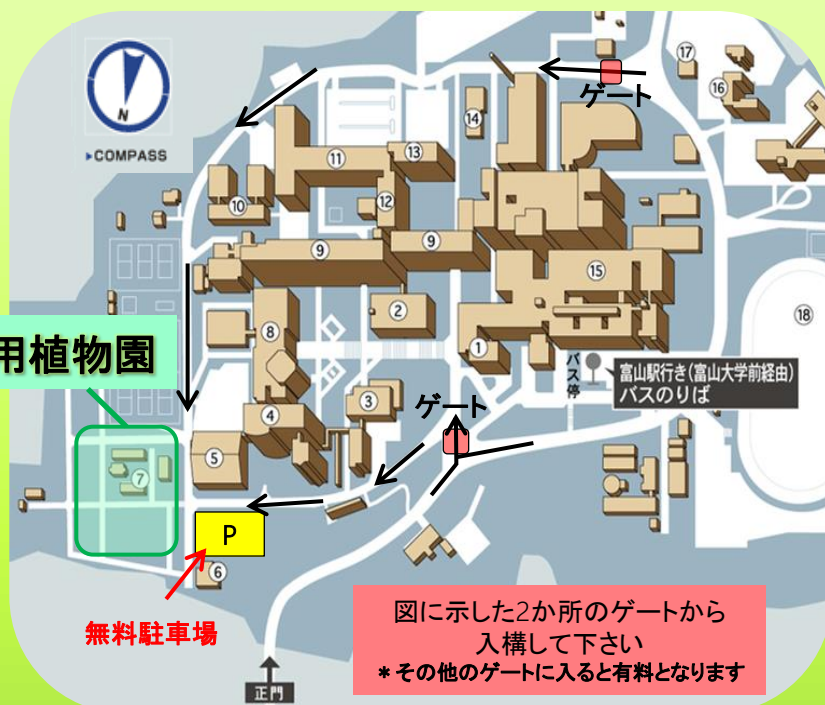 N
▸COMPASS
ゲート
⑰
⑯
⑭
⑬
⑪
⑩
⑫
⑨
⑨
⑮
②
⑱
⑧
①
バス停
富山駅行き(富山大学前経由)
バスのりば
用植物園
③
ゲート
④
⑤
⑦
P
⑥
無料駐車場
図に示した2か所のゲートから
入構して下さい
*その他のゲートに入ると有料となります
正門